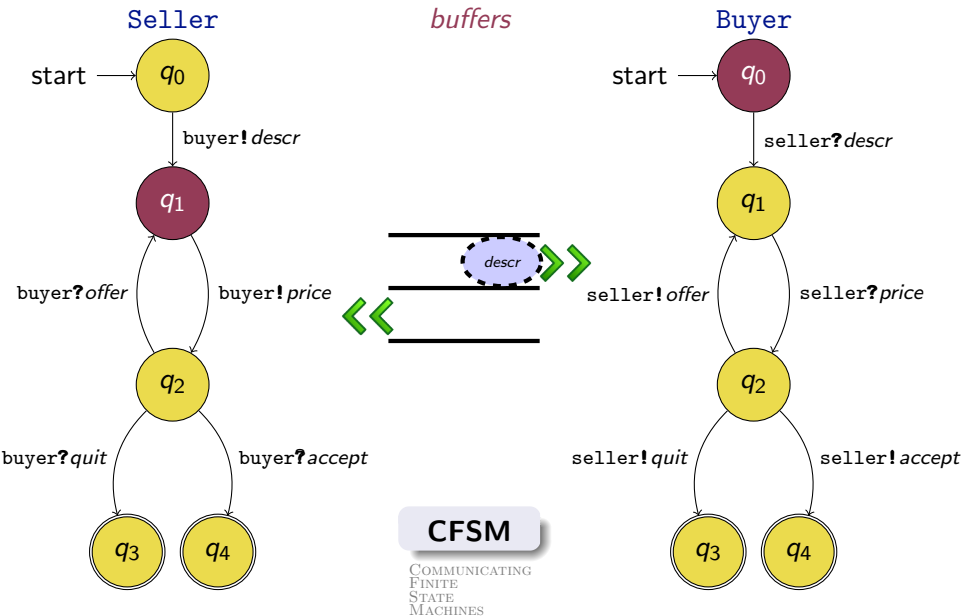 Seller
buffers
Buyer
start
q0
start
q0
buyer!descr
seller?descr
q1
q1
descr
buyer?offer
buyer!price
seller!offer
seller?price
q2
q2
buyer?quit
buyer?accept
seller!quit
seller!accept
q3
q4
q3
q4
CFSM
COMMUNICATING
FINITE
STATE
MACHINES